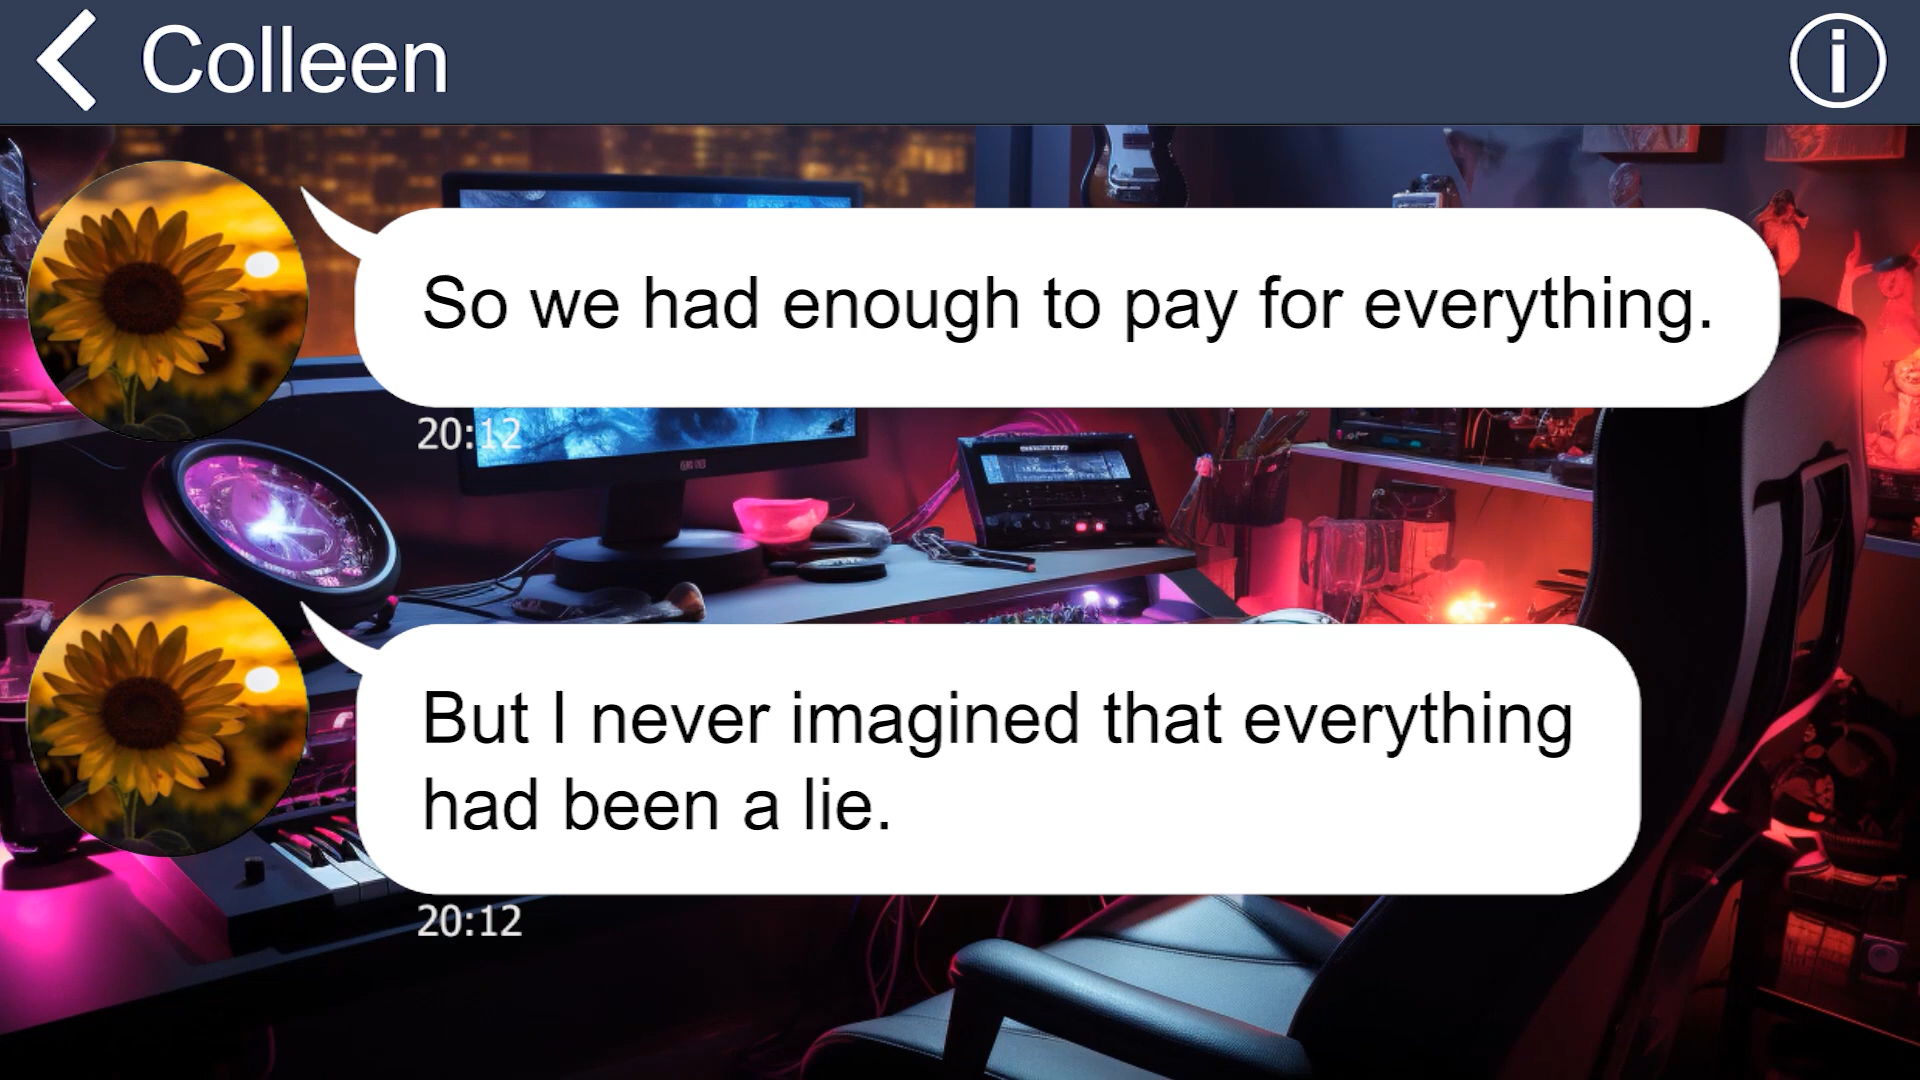 Colleen
So we had enough to pay for everything.
20:12
But I never imagined that everything
had been a lie.
20:12